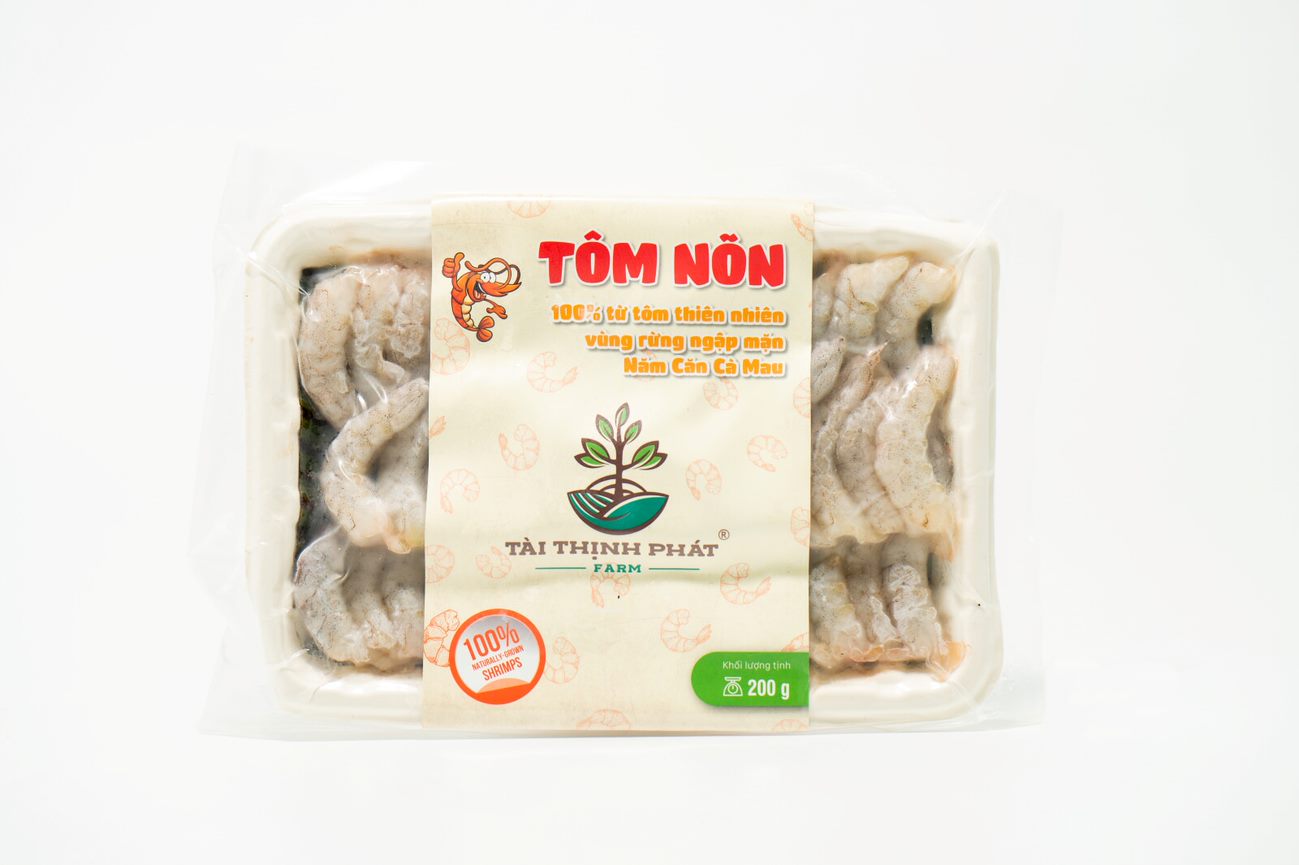 TÔM NÕN
100% từ tôm thiên nhiên
vùng rừng ngập mặn
Năm Căn Cà Mau
TÀI THỊNH PHÁT®
FARM
100%
NATURALLY-GROWN
SHRIMPS
Khối lượng tịnh
200 g